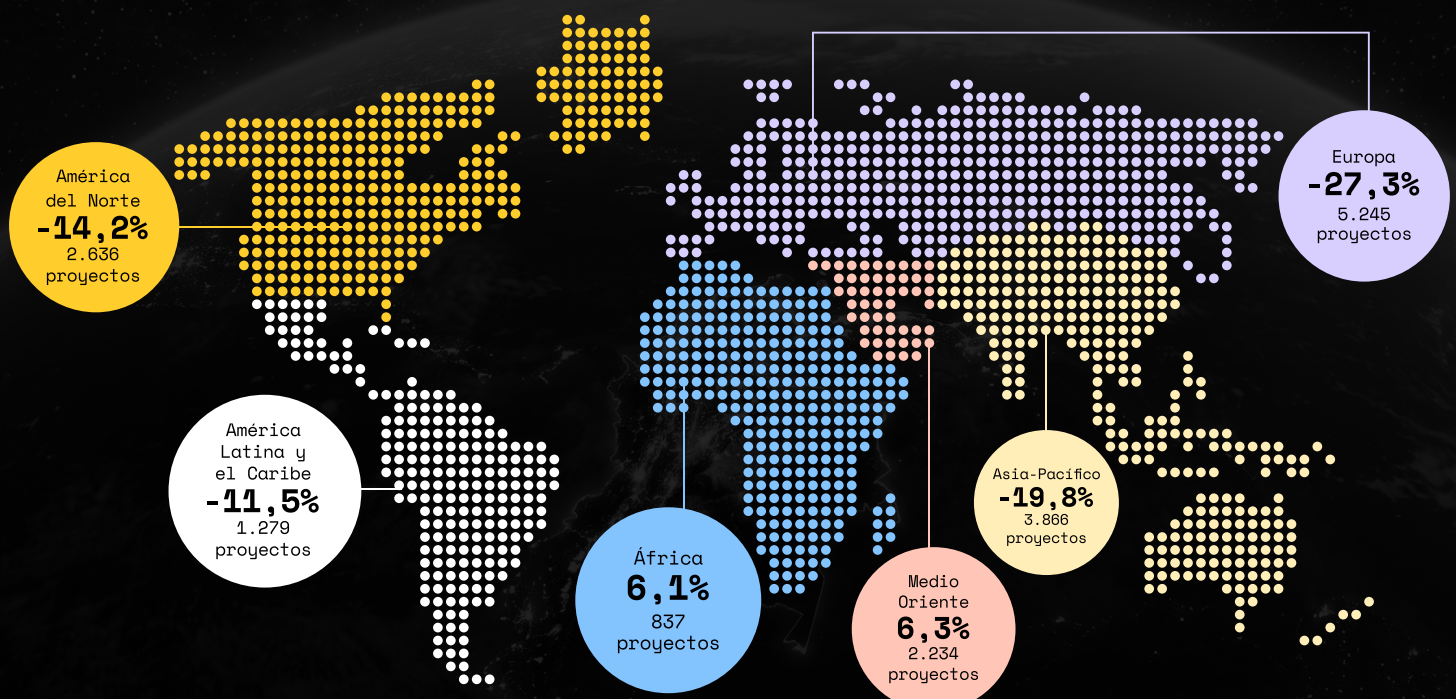 América
del Norte
-14,2%
2.636
proyectos
Europa
-27,3%
5.245
proyectos
América
Latina y
el Caribe
-11,5%
1.279
proyectos
África
6,1%
837
proyectos
Medio
Oriente
6,3%
2.234
proyectos
Asia-Pacífico
-19,8%
3.866
proyectos